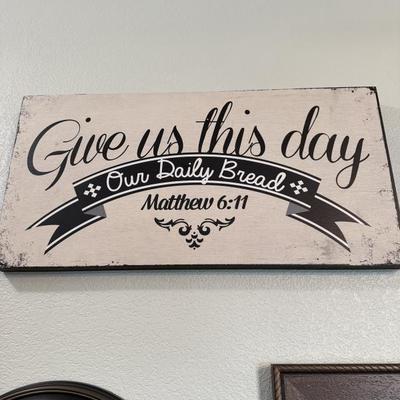 Give us this day
Our Daily Bread
Matthew 6:11